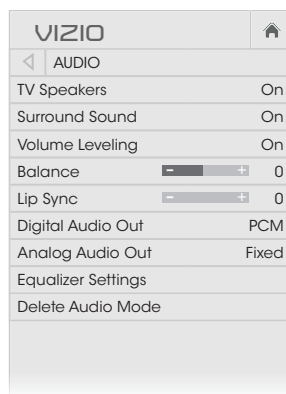 VIZIO
AUDIO
TV Speakers On
Surround Sound On
Volume Leveling On
Balance - + 0
Lip Sync - + 0
Digital Audio Out PCM
Analog Audio Out Fixed
Equalizer Settings
Delete Audio Mode